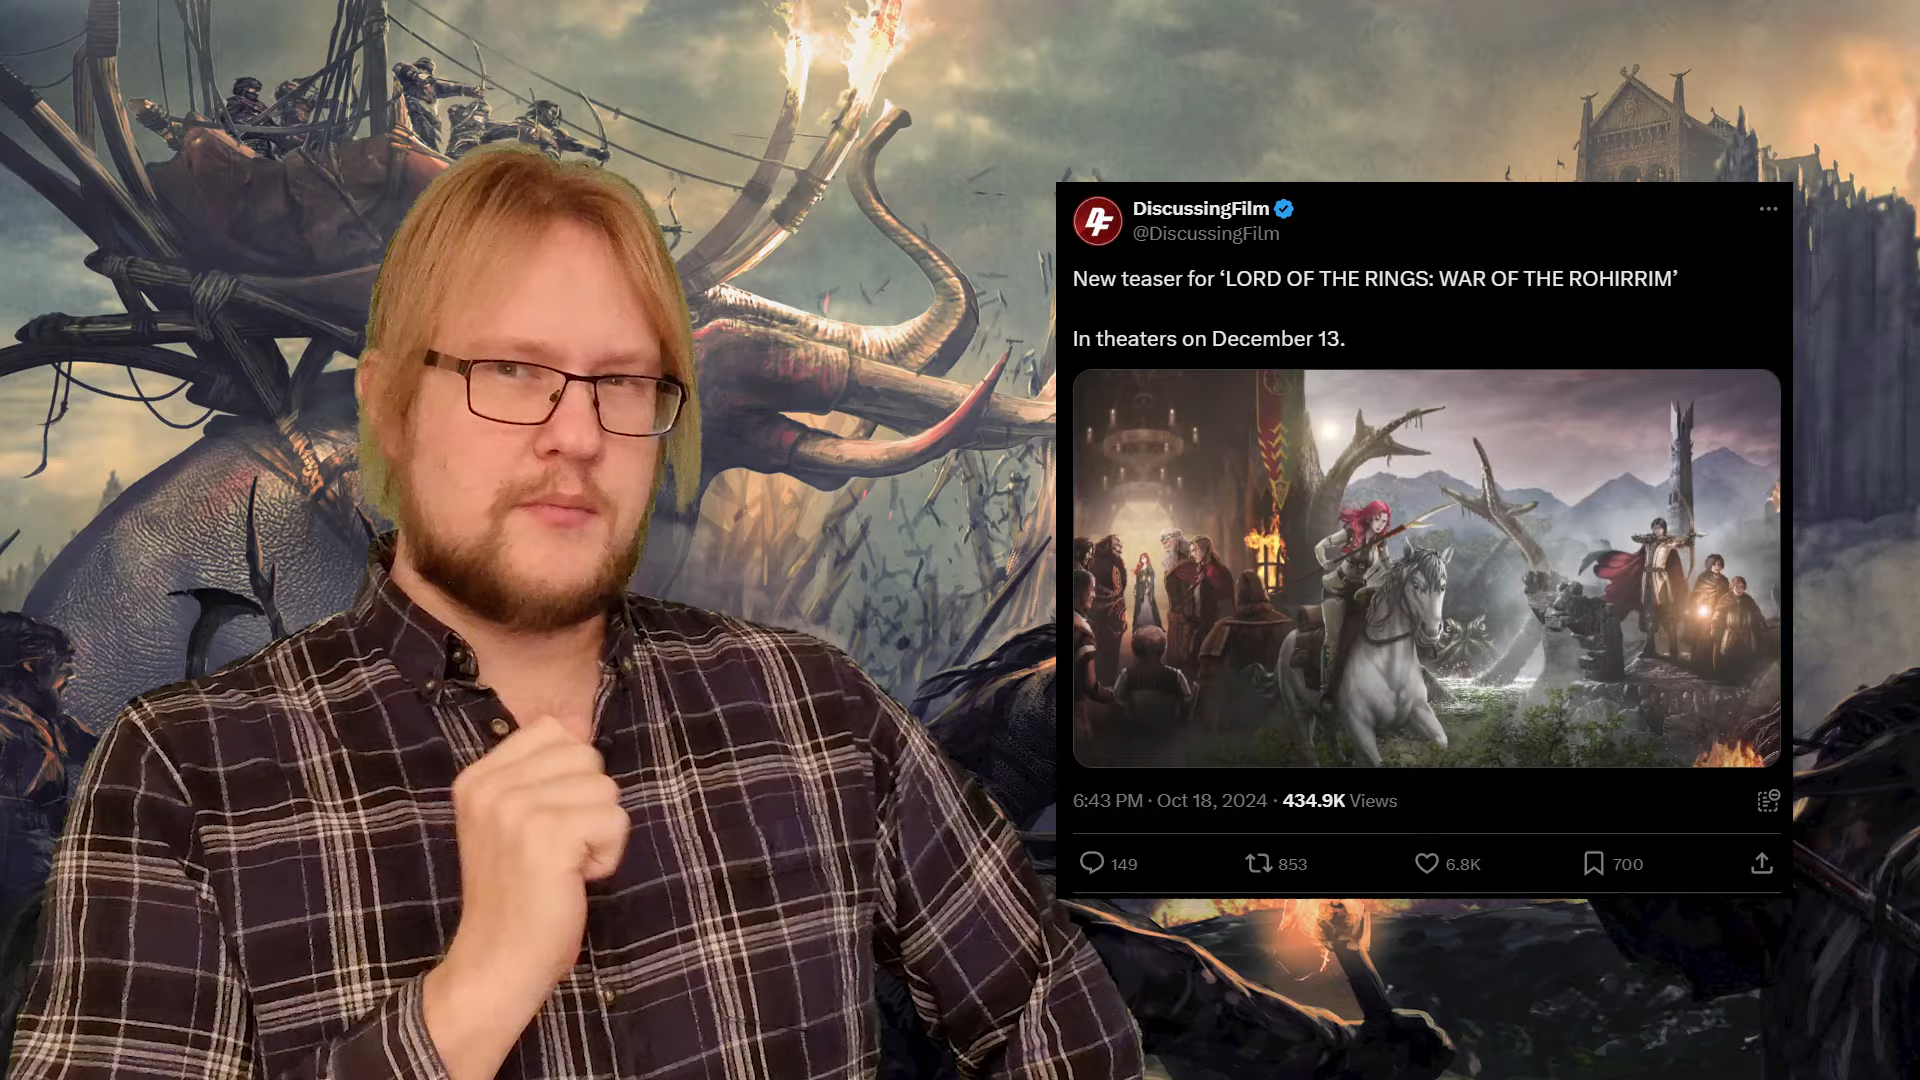 DiscussingFilm
@DiscussingFilm
New teaser for ‘LORD OF THE RINGS: WAR OF THE ROHIRRIM’
In theaters on December 13.
6:43 PM · Oct 18, 2024 · 434.9K Views
149 853 6.8K 700